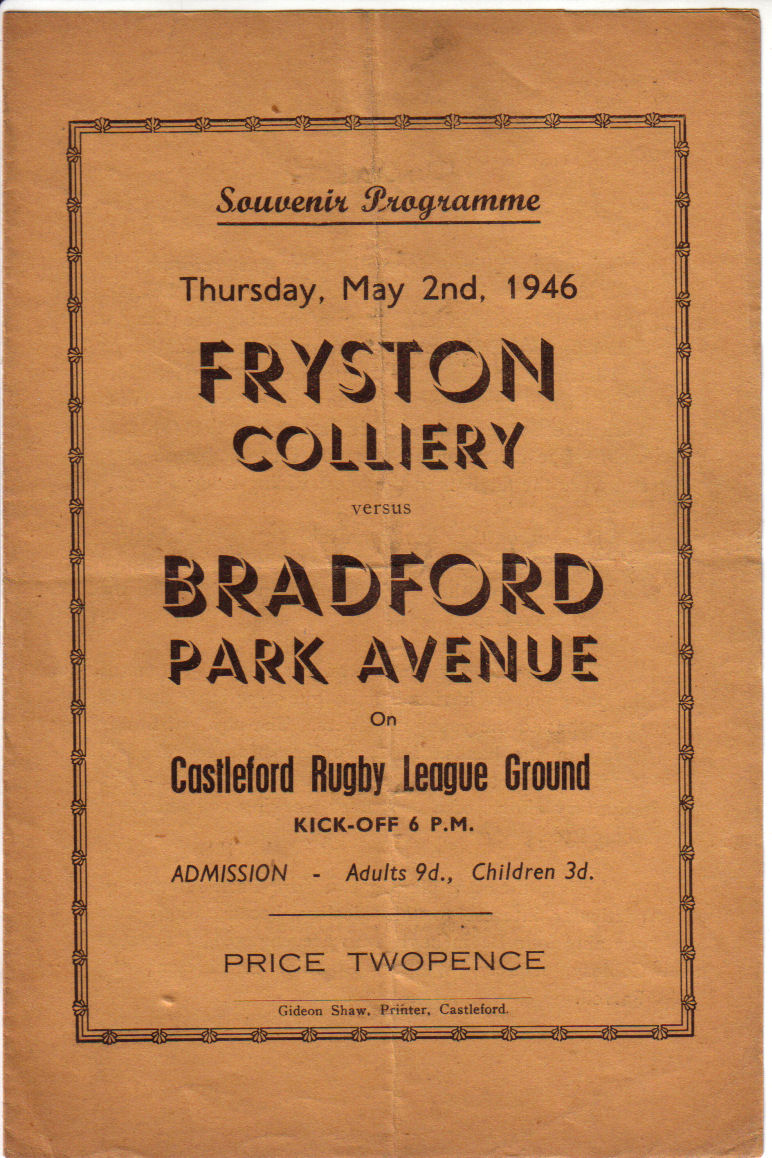 Souvenir Programme
Thursday, May 2nd, 1946
FRYSTON
COLLIERY
versus
BRADFORD
PARK AVENUE
On
Castleford Rugby League Ground
KICK-OFF 6 P.M.
ADMISSION - Adults 9d., Children 3d.
PRICE TWOPENCE
Gideon Shaw, Printer, Castleford.